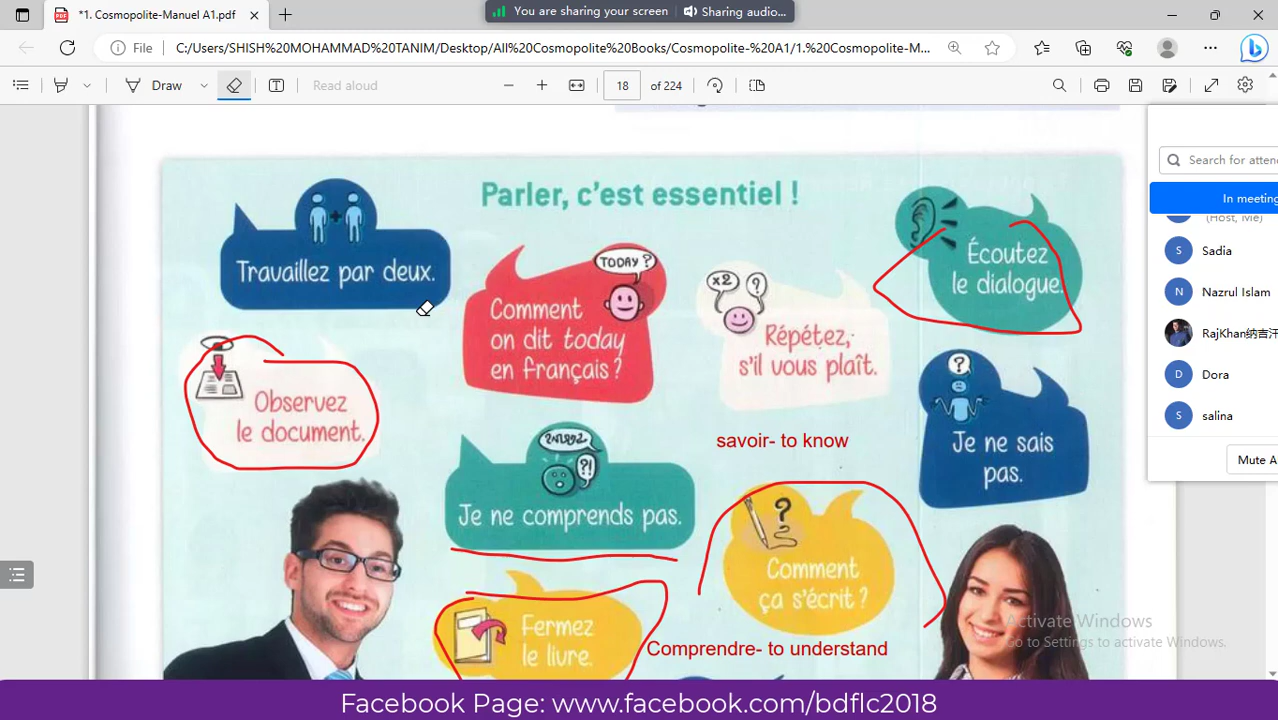 *1. Cosmopolite-Manuel A1.pdf
You are sharing your screen
Sharing audio...
File
C:/Users/SHISH%20MOHAMMAD%20TANIM/Desktop/All%20Cosmopolite%20Books/Cosmopolite-%20A1/1.%20Cosmopolite-M...
Draw
Read aloud
18
of 224
Search for atten
In meeting
(Host, Me)
S
Sadia
N
Nazrul Islam
D
Dora
S
salina
Mute A
Parler, c'est essentiel !
Travaillez par deux.
TODAY ?
Comment
on dit today
en français ?
x2
?
Répétez,
s'il vous plaît.
Écoutez
le dialogue.
Observez
le document.
savoir- to know
?
Je ne sais
pas.
?!
Je ne comprends pas.
?
Comment
ça s'écrit ?
Fermez
le livre.
Comprendre- to understand
Activate Windows
Go to Settings to activate Windows.
Facebook Page: www.facebook.com/bdflc2018